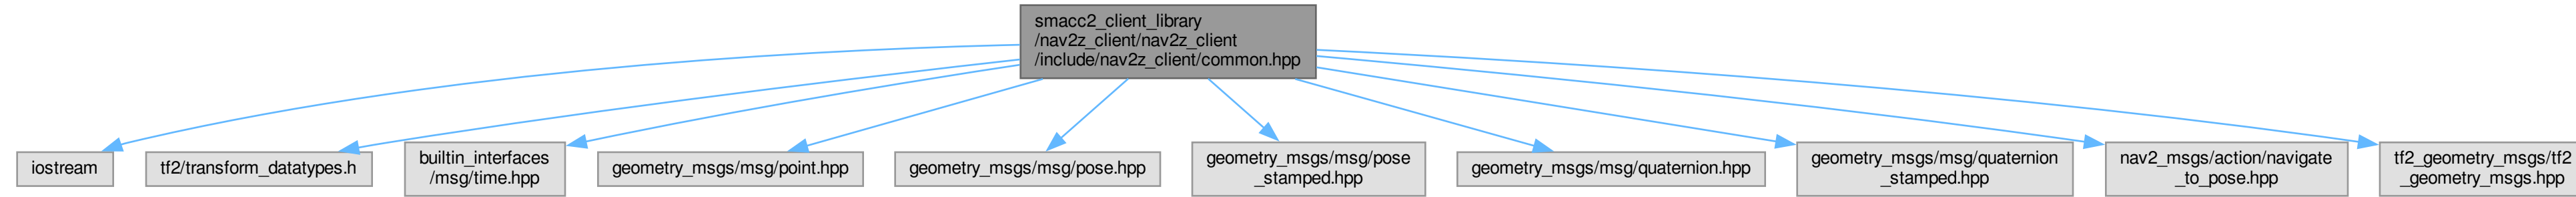 smacc2_client_library
/nav2z_client/nav2z_client
/include/nav2z_client/common.hpp
iostream
tf2/transform_datatypes.h
builtin_interfaces
/msg/time.hpp
geometry_msgs/msg/point.hpp
geometry_msgs/msg/pose.hpp
geometry_msgs/msg/pose
_stamped.hpp
geometry_msgs/msg/quaternion.hpp
geometry_msgs/msg/quaternion
_stamped.hpp
nav2_msgs/action/navigate
_to_pose.hpp
tf2_geometry_msgs/tf2
_geometry_msgs.hpp